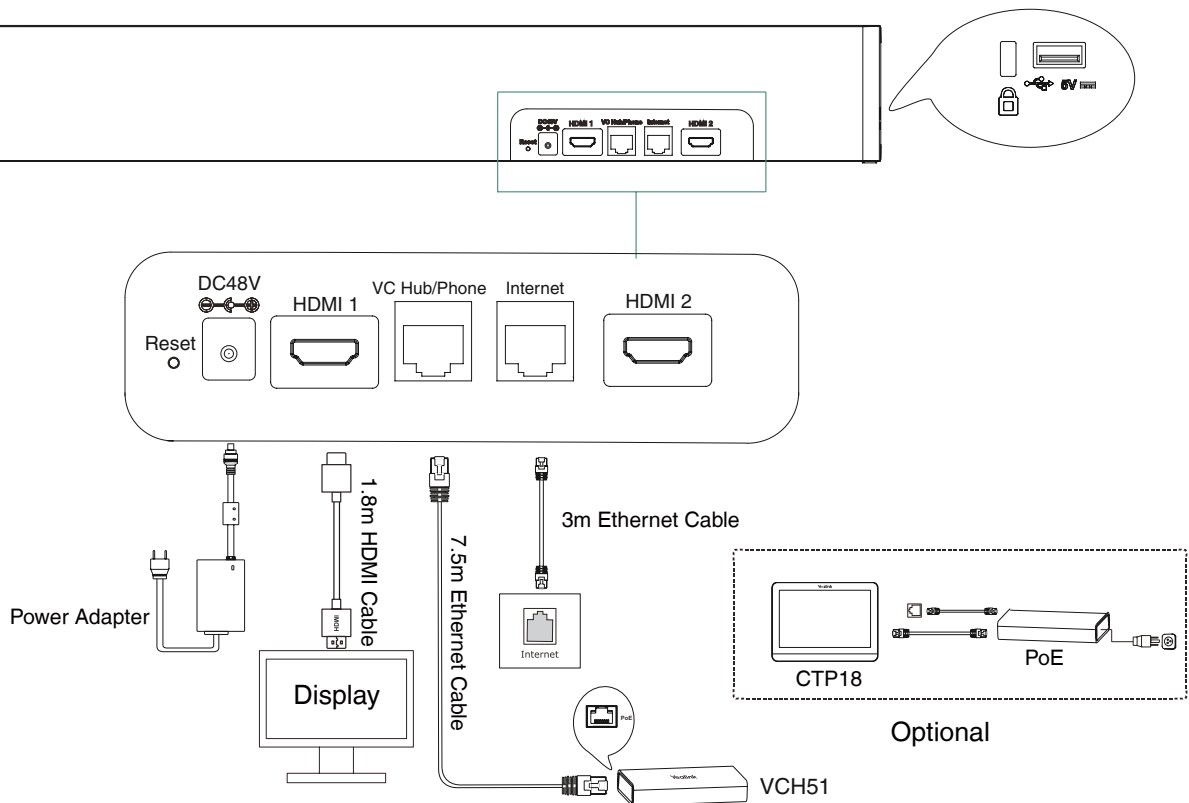 5V
DC48V HDMI 1 VC Hub/Phone Internet HDMI 2
Reset
DC48V
HDMI 1
VC Hub/Phone
Internet
HDMI 2
Reset
1.8m HDMI Cable
7.5m Ethernet Cable
3m Ethernet Cable
Power Adapter
HDMI
Internet
Display
PoE
Yealink
VCH51
Yealink
CTP18
PoE
Optional